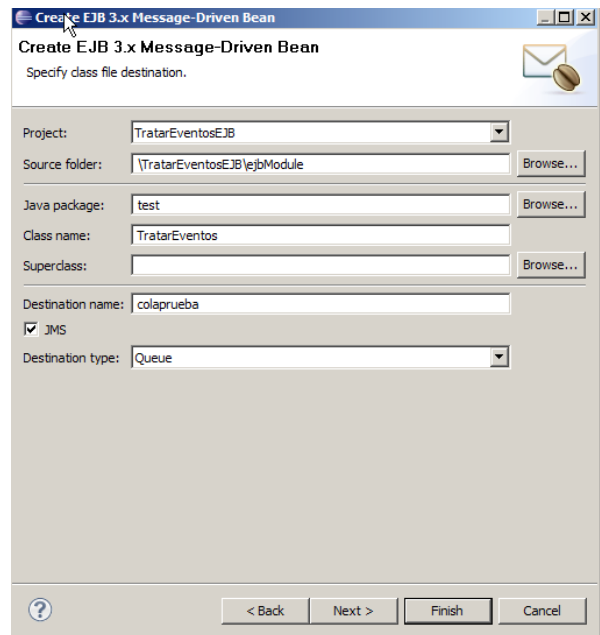 Create EJB 3.x Message-Driven Bean
Create EJB 3.x Message-Driven Bean
Specify class file destination.
Project: TratarEventosEJB
Source folder: \TratarEventosEJB\ejbModule Browse...
Java package: test Browse...
Class name: TratarEventos
Superclass: Browse...
Destination name: colaprueba
JMS
Destination type: Queue
? < Back Next > Finish Cancel